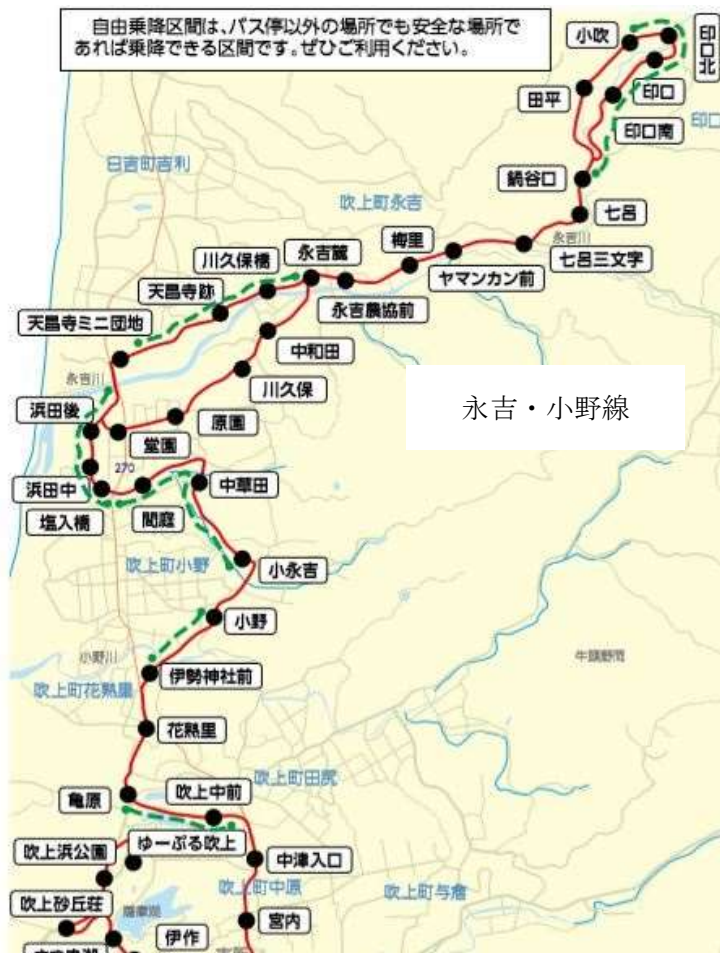 自由乗降区間は、バス停以外の場所でも安全な場所で
あれば乗降できる区間です。ぜひご利用ください。
小吹
印口北
田平
印口
印口南
印口
鍋谷口
日吉町吉利
吹上町永吉
七呂
永吉川
七呂三文字
梅里
ヤマンカン前
永吉麓
永吉農協前
川久保橋
天昌寺跡
天昌寺ミニ団地
中和田
川久保
永吉川
永吉・小野線
浜田後
原園
堂園
270
浜田中
塩入橋
間庭
中草田
吹上町小野
小永吉
小野
小野川
伊勢神社前
牛頭野岡
吹上町花熟里
花熟里
吹上町田尻
亀原
吹上中前
ゆーぷる吹上
吹上浜公園
中津入口
吹上町中原
吹上町与倉
吹上砂丘荘
薩摩湖
宮内
伊作